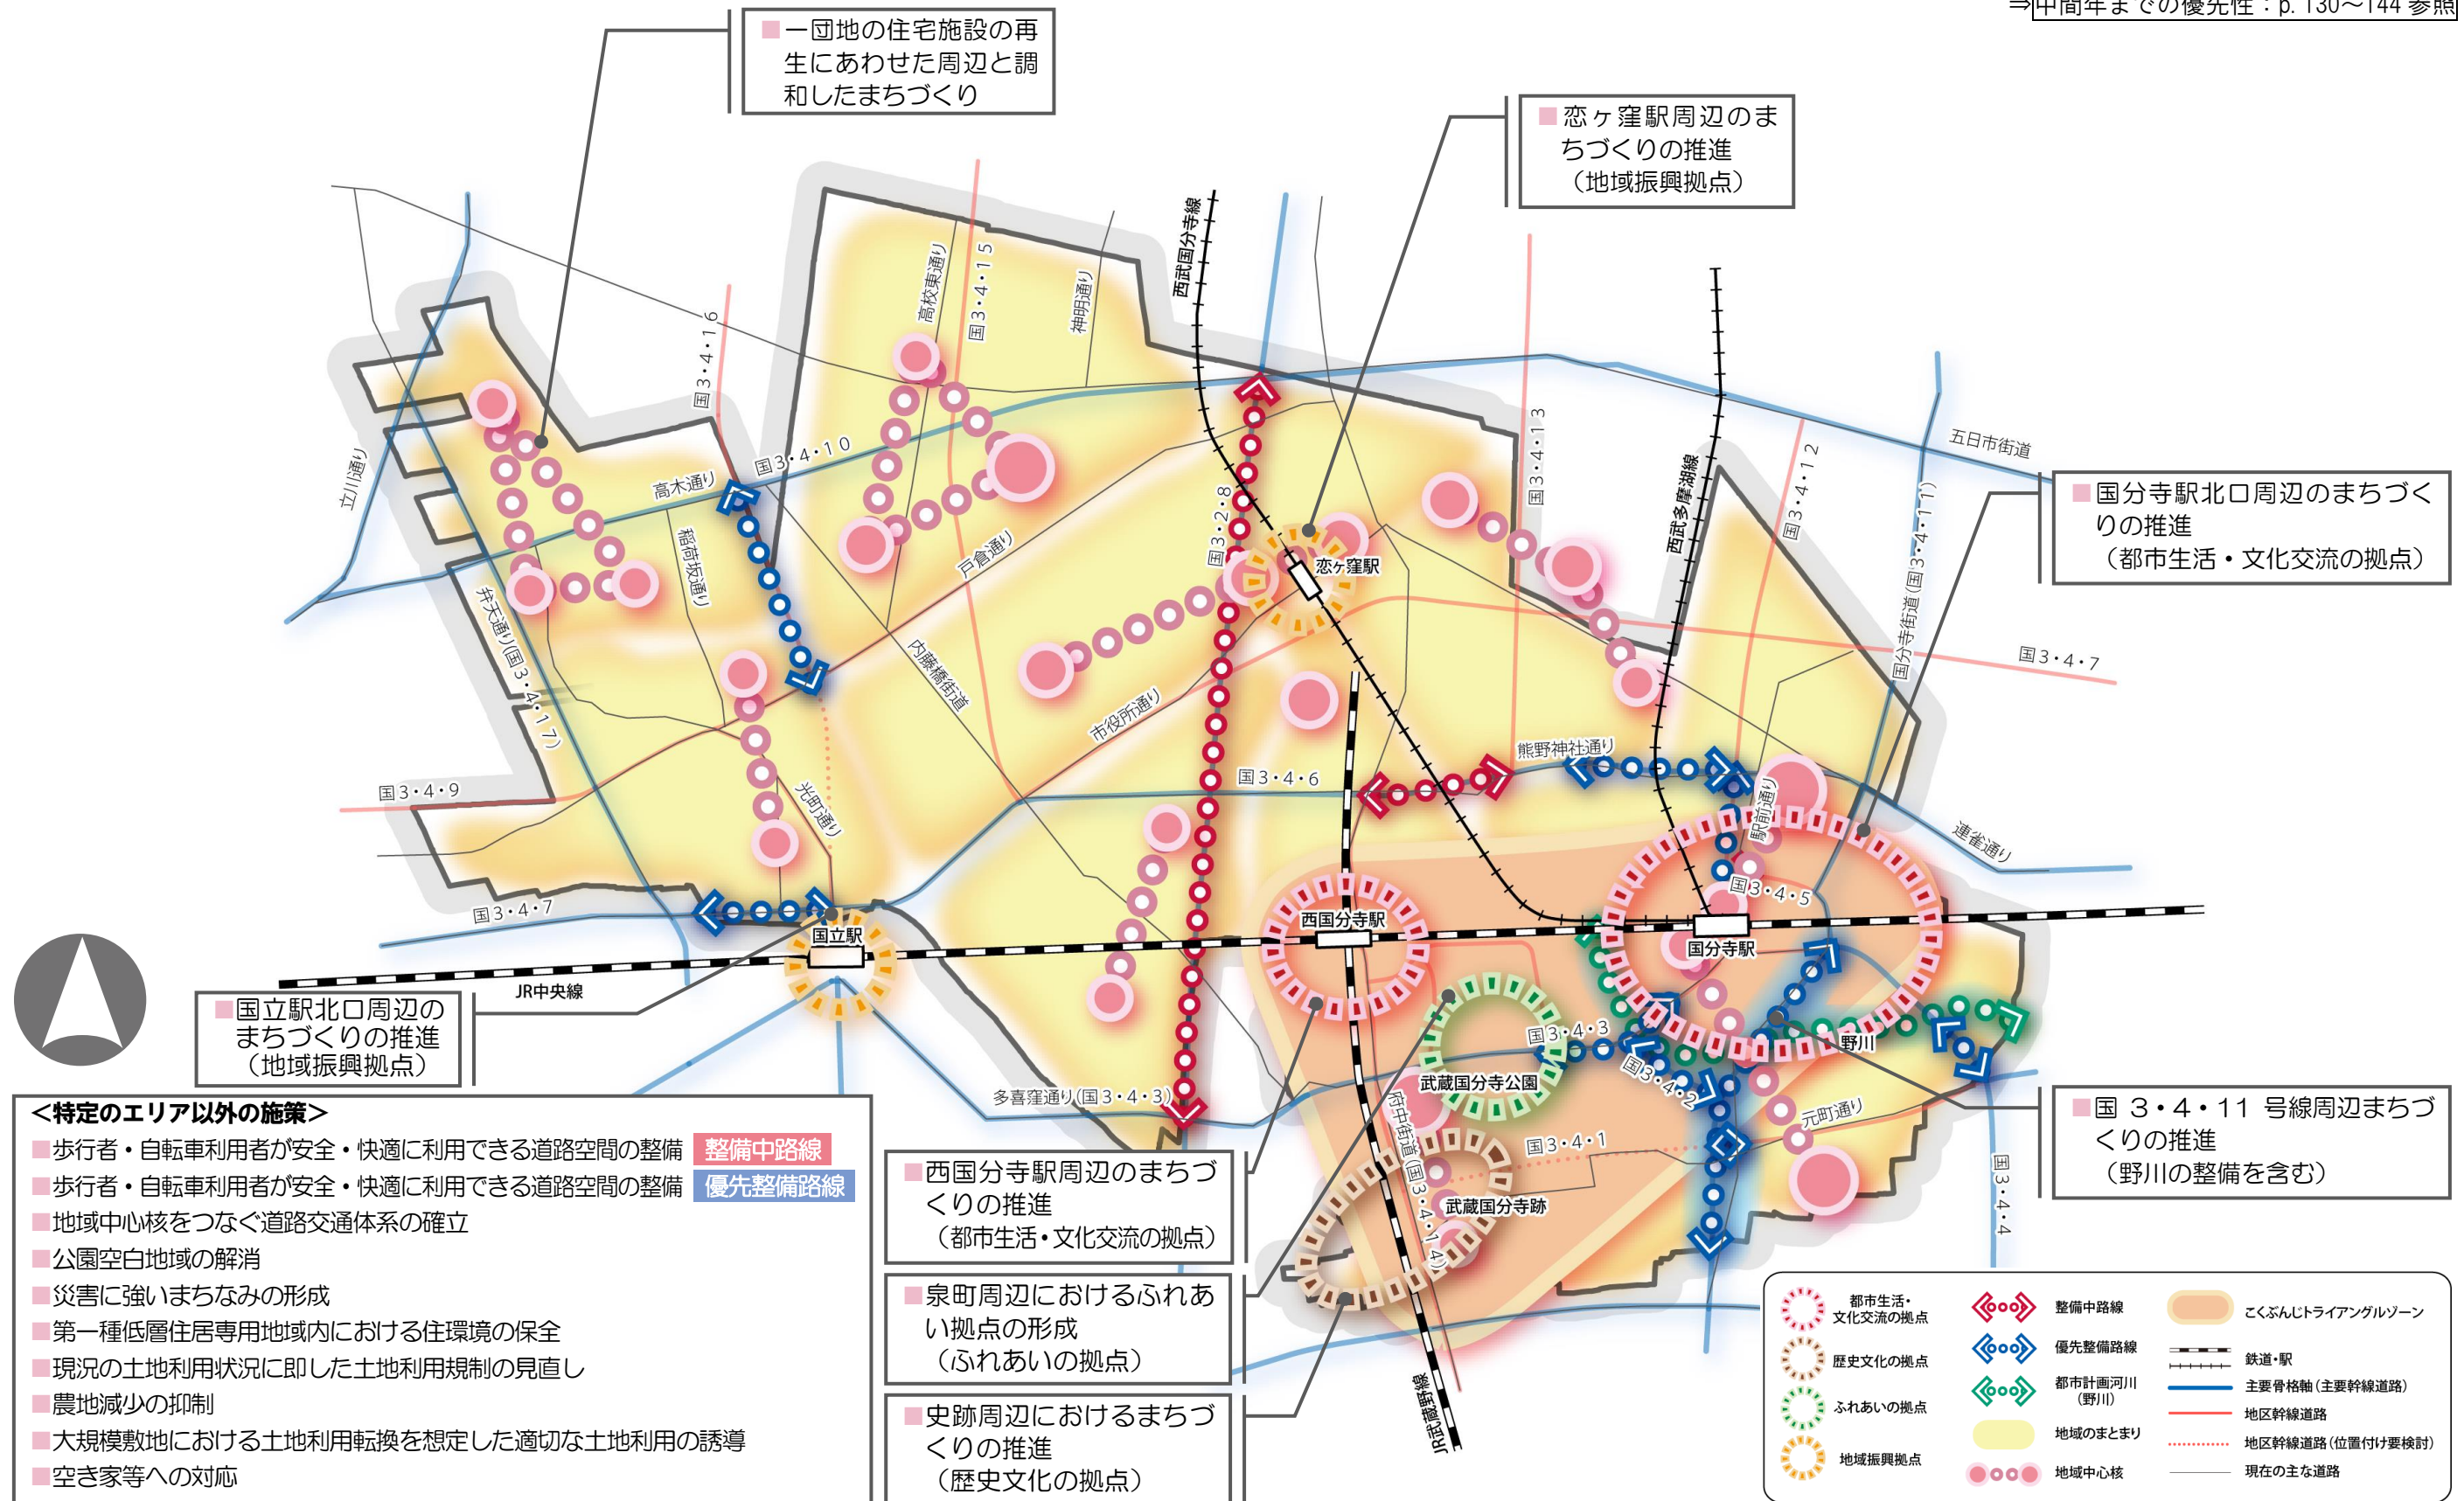 ⇒中間年までの優先性：p. 130～144 参照
■一団地の住宅施設の再
生にあわせた周辺と調
和したまちづくり
■恋ヶ窪駅周辺のま
ちづくりの推進
（地域振興拠点）
■国分寺駅北口周辺のまちづく
りの推進
（都市生活・文化交流の拠点）
西武国分寺線
高校東通り
国3・4・15
神明通り
国3・4・16
国3・4・10
高木通り
立川通り
稲荷坂通り
戸倉通り
国3・2・8
恋ヶ窪駅
国3・4・13
西武多摩湖線
国3・4・12
五日市街道
国分寺街道(国3・4・11)
国3・4・7
弁天通り(国3・4・17)
内藤橋街道
市役所通り
国3・4・6
熊野神社通り
駅前通り
連雀通り
国3・4・9
光町通り
国3・4・7
国3・4・5
国立駅
西国分寺駅
国分寺駅
JR中央線
■国立駅北口周辺の
まちづくりの推進
（地域振興拠点）
多喜窪通り(国3・4・3)
国3・4・3
野川
武蔵国分寺公園
国3・4・2
府中街道(国3・4・14)
国3・4・1
元町通り
武蔵国分寺跡
国3・4・4
JR武蔵野線
■国 3・4・11 号線周辺まちづ
くりの推進
（野川の整備を含む）
■西国分寺駅周辺のまちづ
くりの推進
（都市生活・文化交流の拠点）
■泉町周辺におけるふれあ
い拠点の形成
（ふれあいの拠点）
■史跡周辺におけるまちづ
くりの推進
（歴史文化の拠点）
＜特定のエリア以外の施策＞
■歩行者・自転車利用者が安全・快適に利用できる道路空間の整備 整備中路線
■歩行者・自転車利用者が安全・快適に利用できる道路空間の整備 優先整備路線
■地域中心核をつなぐ道路交通体系の確立
■公園空白地域の解消
■災害に強いまちなみの形成
■第一種低層住居専用地域内における住環境の保全
■現況の土地利用状況に即した土地利用規制の見直し
■農地減少の抑制
■大規模敷地における土地利用転換を想定した適切な土地利用の誘導
■空き家等への対応
都市生活・
文化交流の拠点
歴史文化の拠点
ふれあいの拠点
地域振興拠点
整備中路線
優先整備路線
都市計画河川
（野川）
地域のまとまり
地域中心核
こくぶんじトライアングルゾーン
鉄道・駅
主要骨格軸（主要幹線道路）
地区幹線道路
地区幹線道路（位置付け要検討）
現在の主な道路